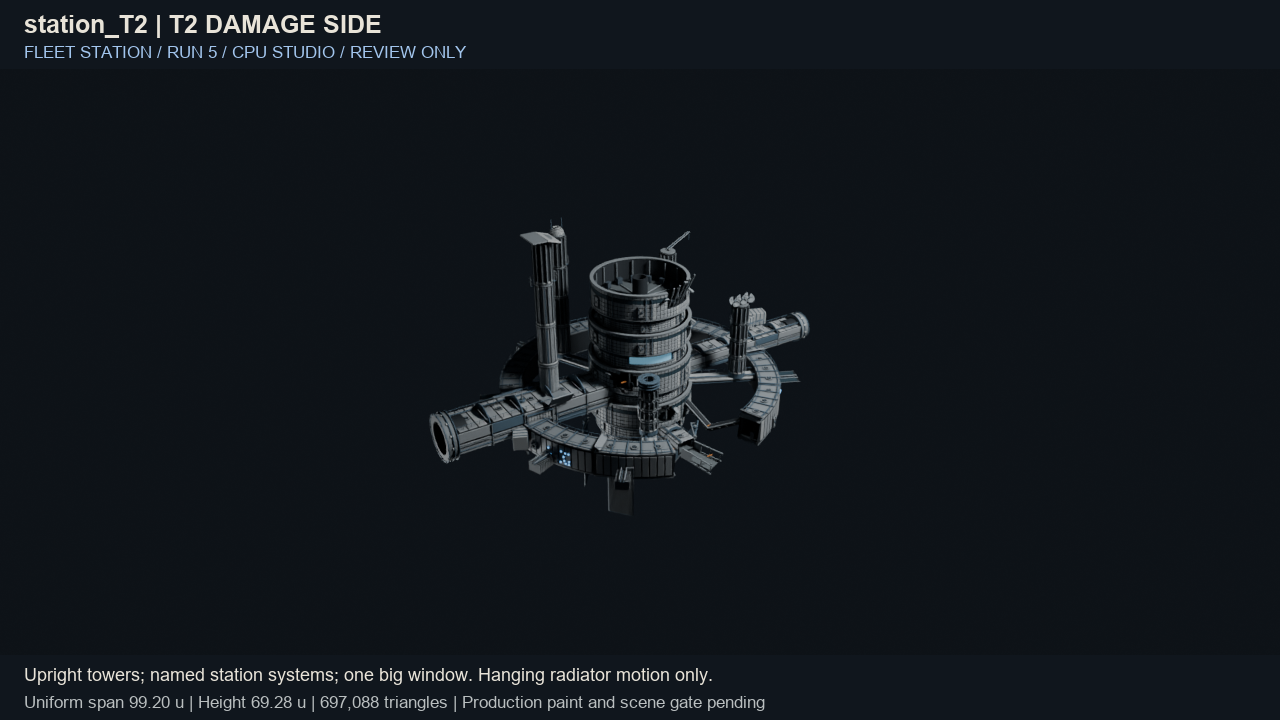 station_T2 | T2 DAMAGE SIDE
FLEET STATION / RUN 5 / CPU STUDIO / REVIEW ONLY
Upright towers; named station systems; one big window. Hanging radiator motion only.
Uniform span 99.20 u | Height 69.28 u | 697,088 triangles | Production paint and scene gate pending